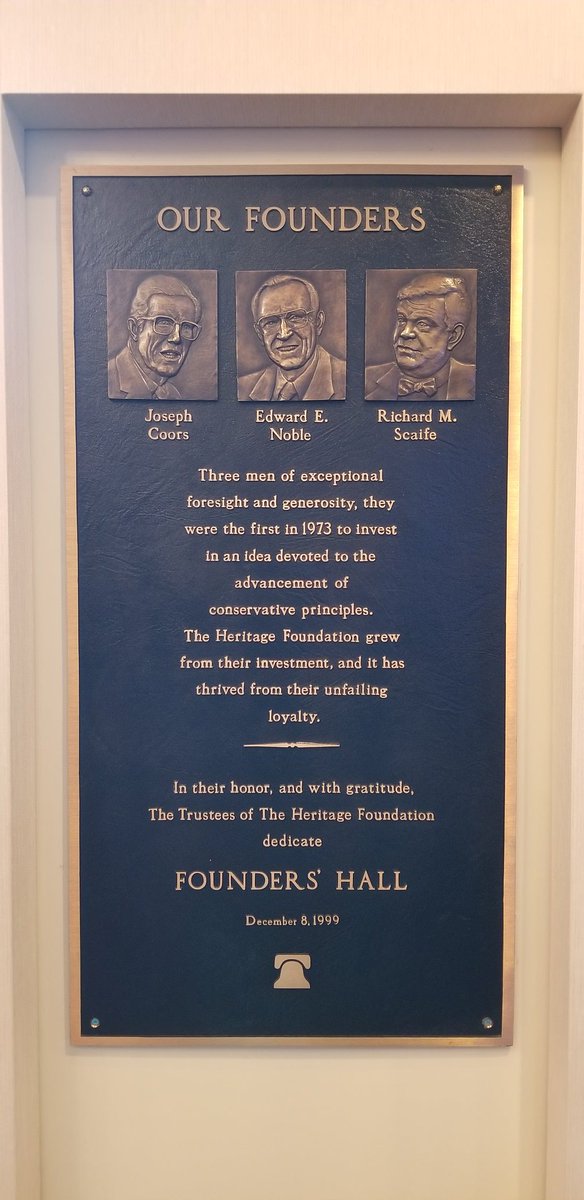 OUR FOUNDERS
Joseph
Coors
Edward E.
Noble
Richard M.
Scaife
Three men of exceptional
foresight and generosity, they
were the first in 1973 to invest
in an idea devoted to the
advancement of
conservative principles.
The Heritage Foundation grew
from their investment, and it has
thrived from their unfailing
loyalty.
In their honor, and with gratitude,
The Trustees of The Heritage Foundation
dedicate
FOUNDERS' HALL
December 8, 1999